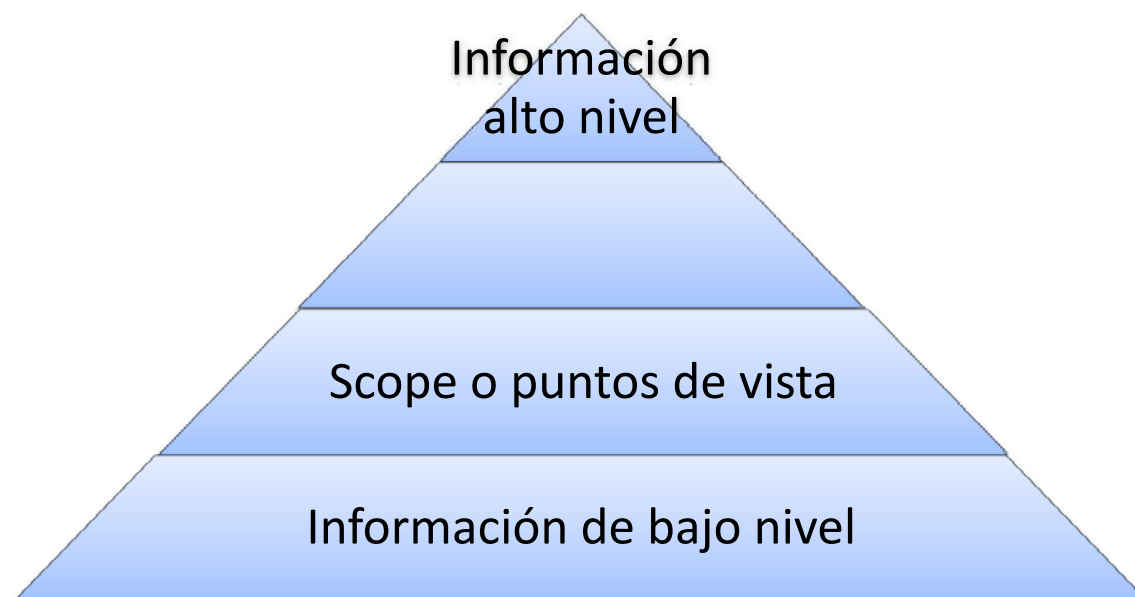 Información
alto nivel
Scope o puntos de vista
Información de bajo nivel